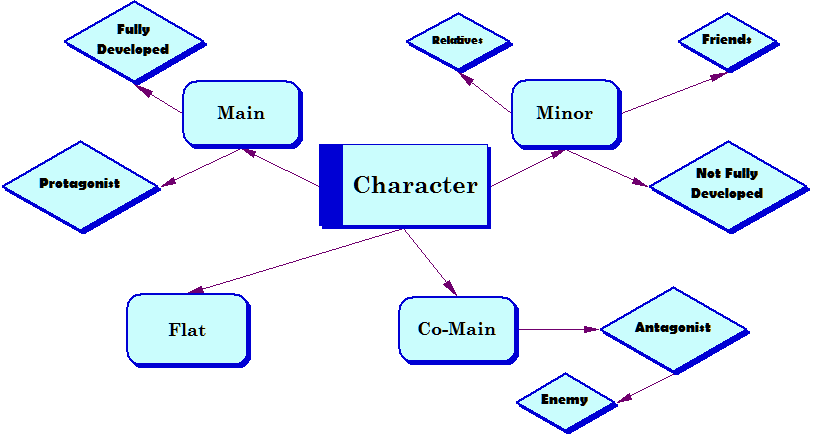 Fully
Developed
Relatives
Friends
Main
Minor
Protagonist
Character
Not Fully
Developed
Flat
Co-Main
Antagonist
Enemy